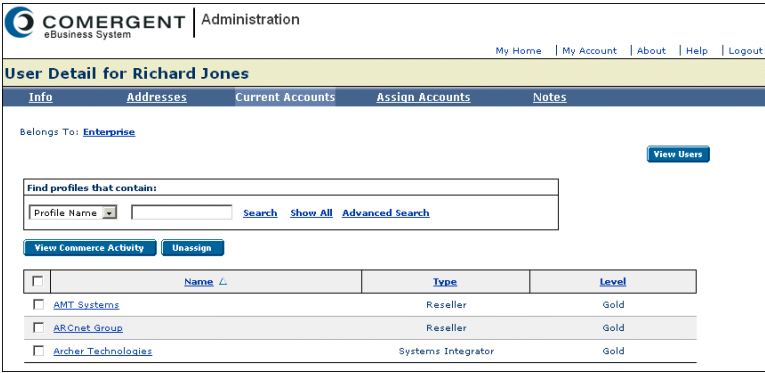 COMERGENT Administration
eBusiness System
My Home | My Account | About | Help | Logout
User Detail for Richard Jones
Info Addresses Current Accounts Assign Accounts Notes
Belongs To: Enterprise
View Users
Find profiles that contain:
Profile Name Search Show All Advanced Search
View Commerce Activity Unassign
Name Type Level
AMT Systems Reseller Gold
ARCnet Group Reseller Gold
Archer Technologies Systems Integrator Gold